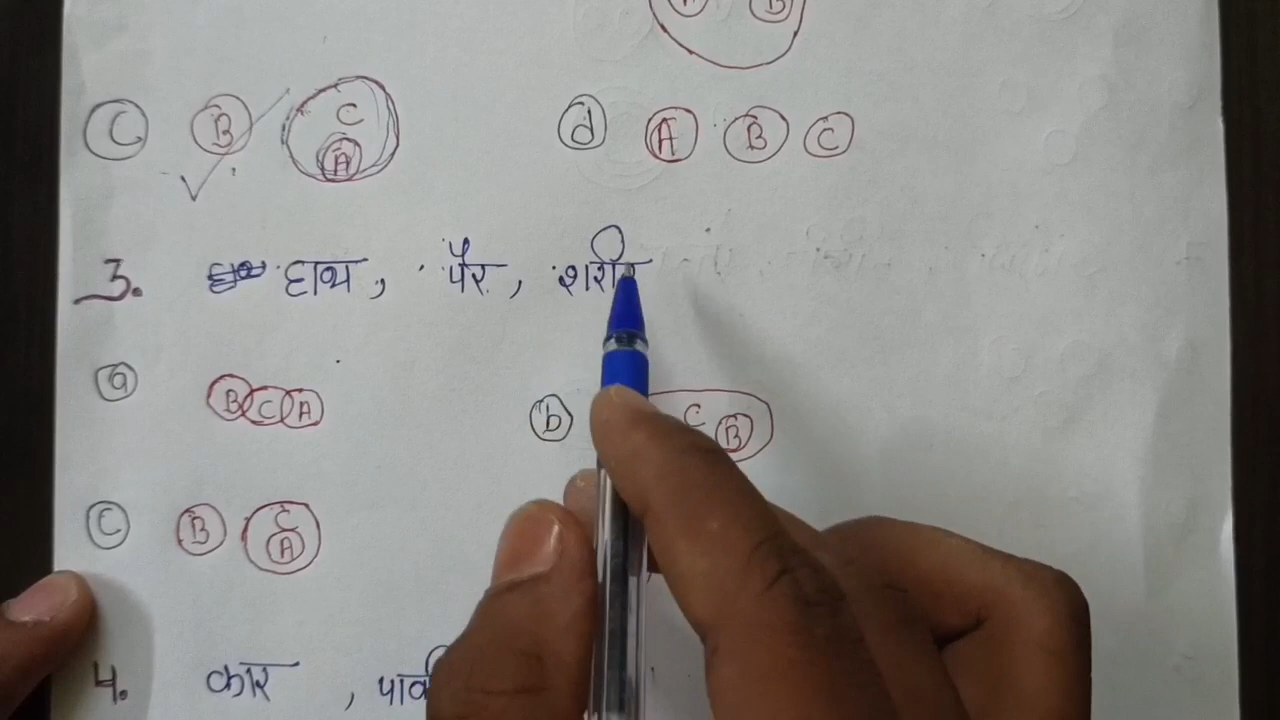 A B
C B C A d A B C
3. हाथ, पैर, शरीर
a B C A b C B
C B C A
4. कार ,